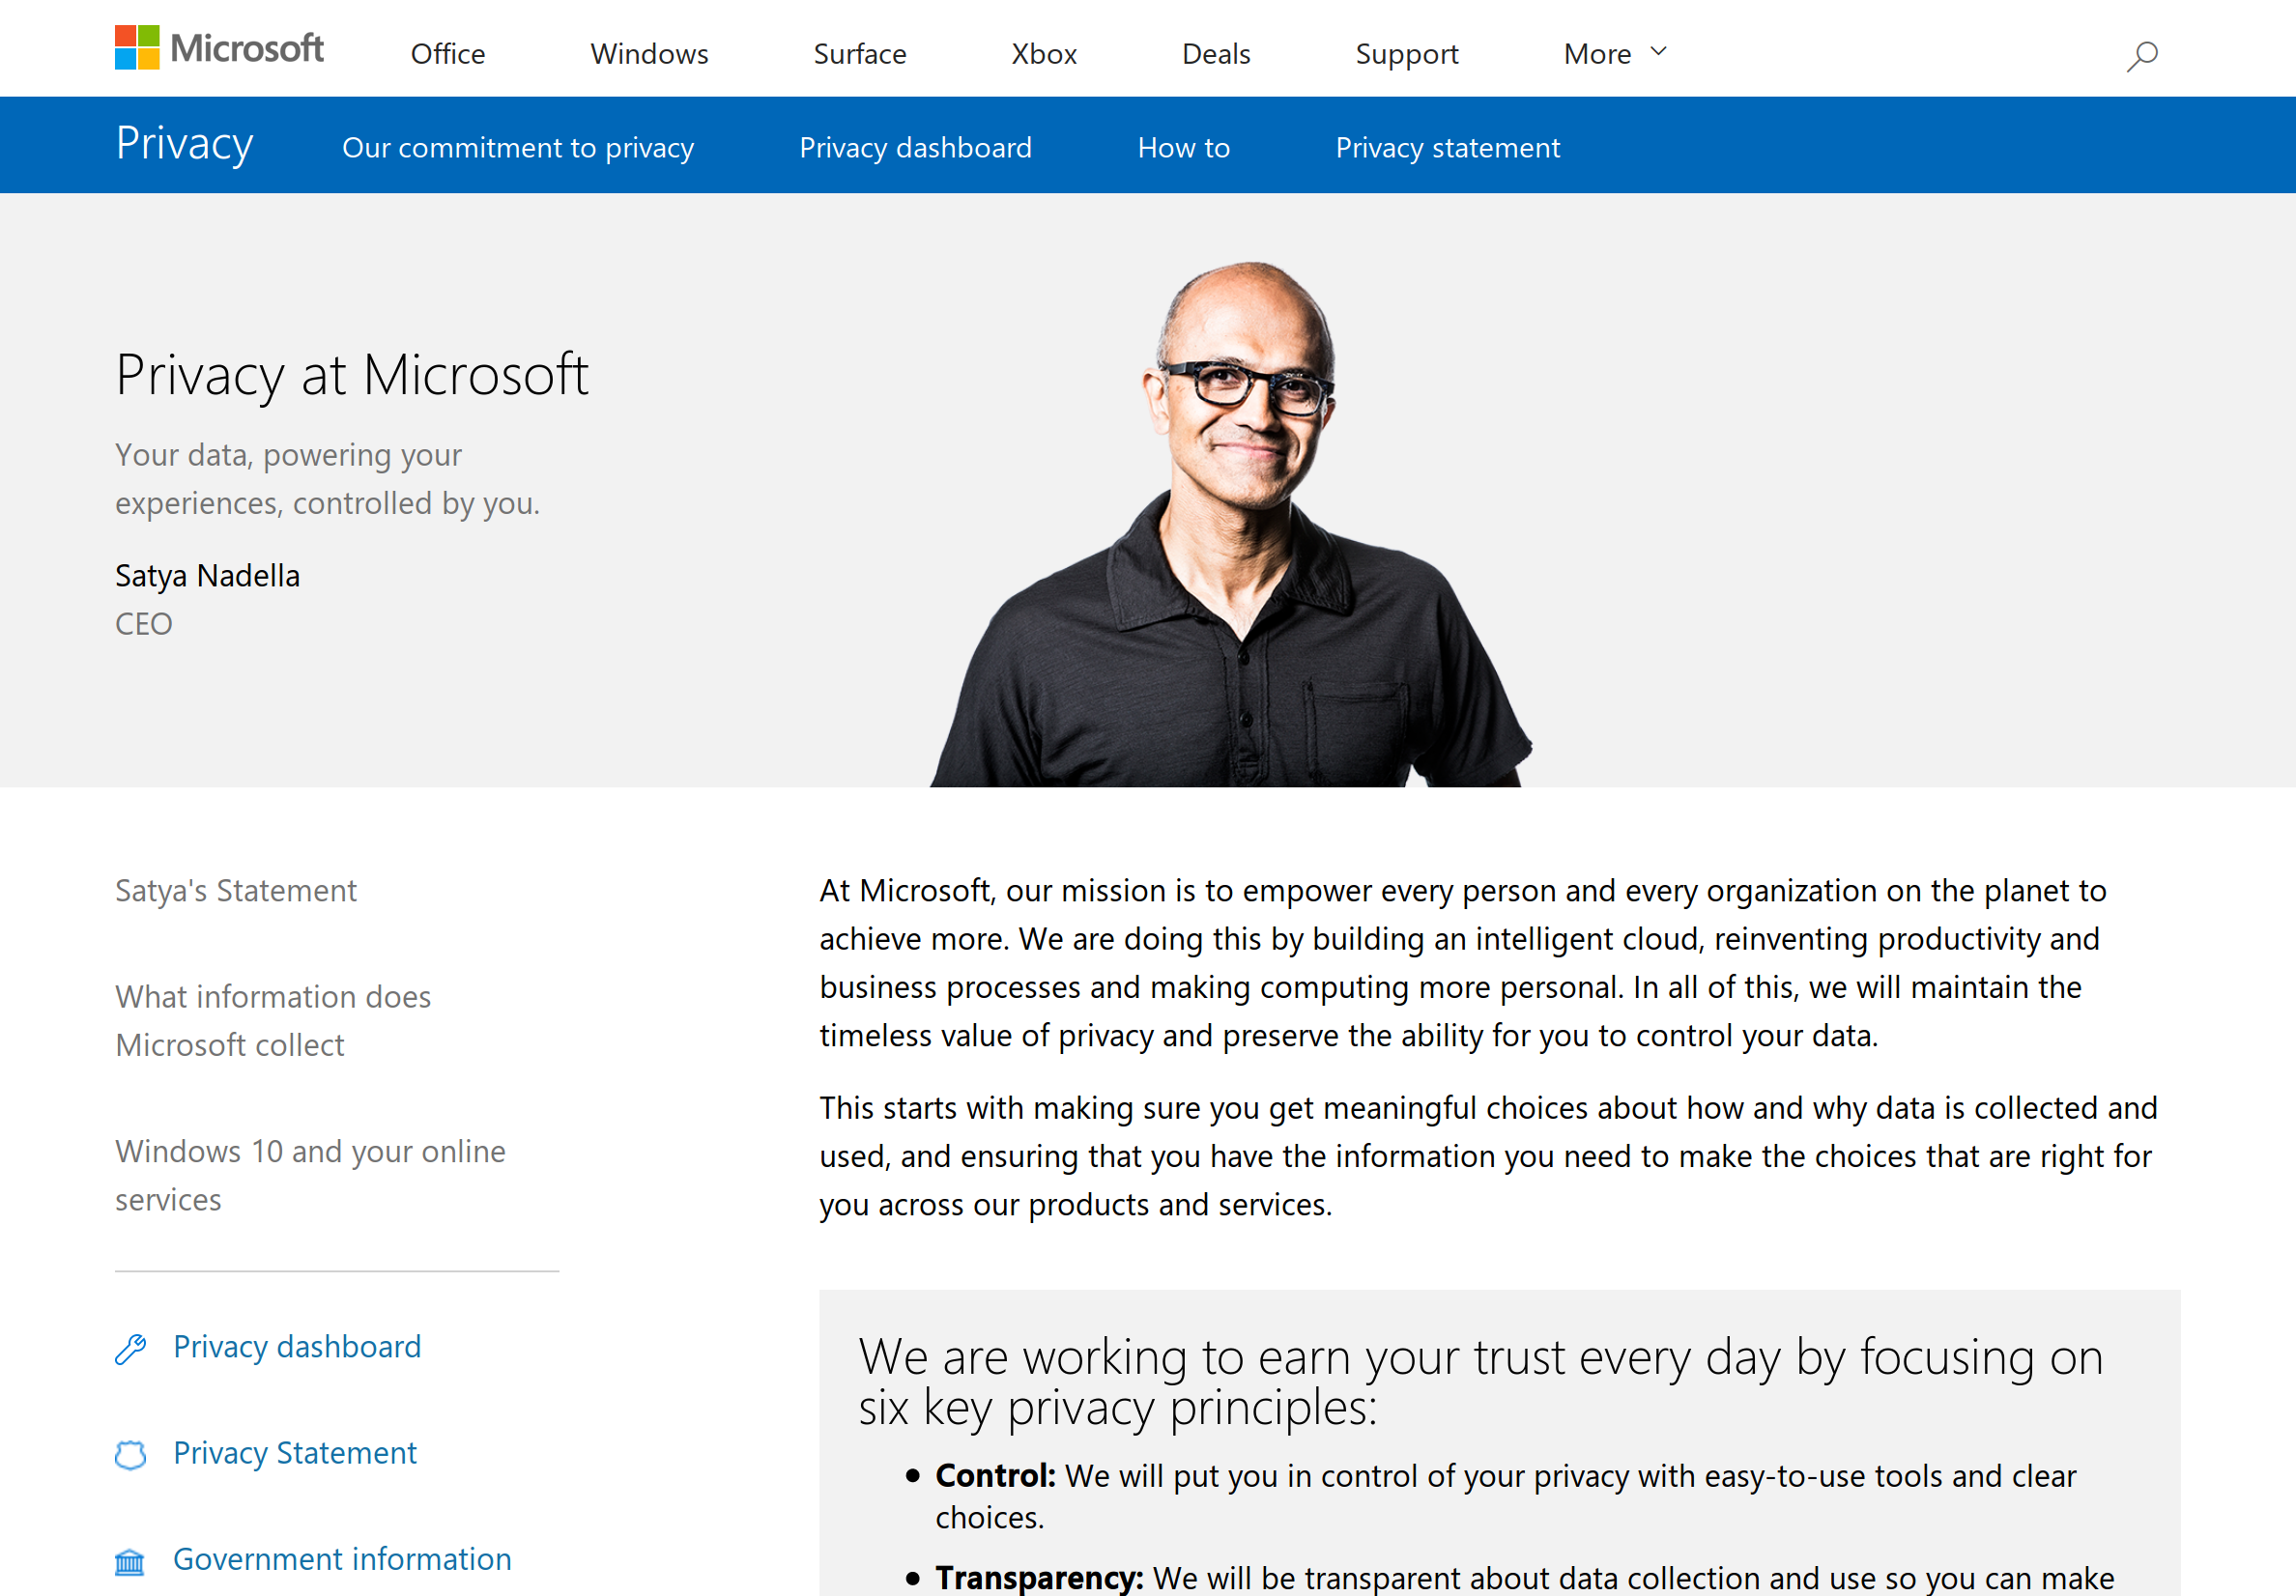 Microsoft
Office
Windows
Surface
Xbox
Deals
Support
More
Privacy
Our commitment to privacy
Privacy dashboard
How to
Privacy statement
Privacy at Microsoft
Your data, powering your
experiences, controlled by you.
Satya Nadella
CEO
Satya's Statement
What information does
Microsoft collect
Windows 10 and your online
services
Privacy dashboard
Privacy Statement
Government information
At Microsoft, our mission is to empower every person and every organization on the planet to
achieve more. We are doing this by building an intelligent cloud, reinventing productivity and
business processes and making computing more personal. In all of this, we will maintain the
timeless value of privacy and preserve the ability for you to control your data.
This starts with making sure you get meaningful choices about how and why data is collected and
used, and ensuring that you have the information you need to make the choices that are right for
you across our products and services.
We are working to earn your trust every day by focusing on
six key privacy principles:
• Control: We will put you in control of your privacy with easy-to-use tools and clear
choices.
• Transparency: We will be transparent about data collection and use so you can make